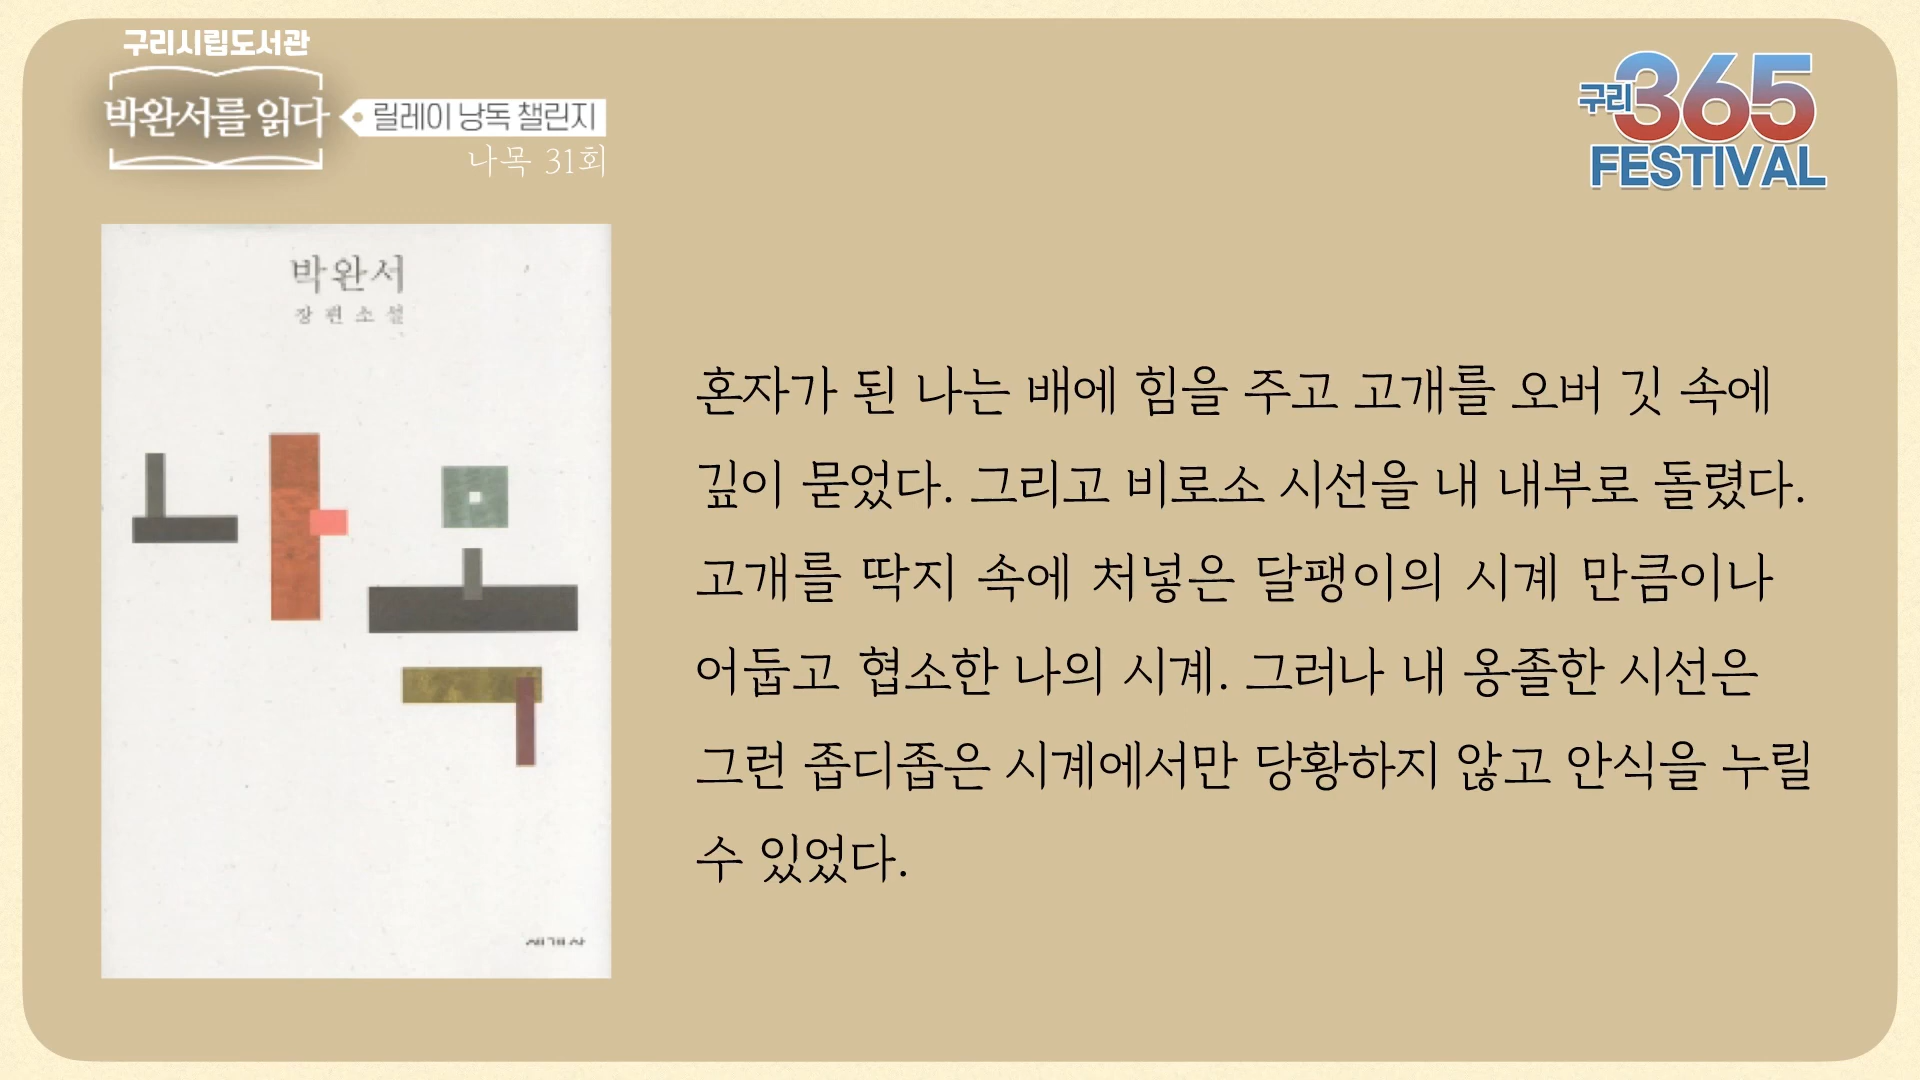 구리시립도서관
박완서를 읽다
릴레이 낭독 챌린지
나목 31회
구리 365
FESTIVAL
박완서
장편소설
나목
혼자가 된 나는 배에 힘을 주고 고개를 오버 깃 속에
깊이 묻었다. 그리고 비로소 시선을 내 내부로 돌렸다.
고개를 딱지 속에 처넣은 달팽이의 시계 만큼이나
어둡고 협소한 나의 시계. 그러나 내 옹졸한 시선은
그런 좁디좁은 시계에서만 당황하지 않고 안식을 누릴
수 있었다.